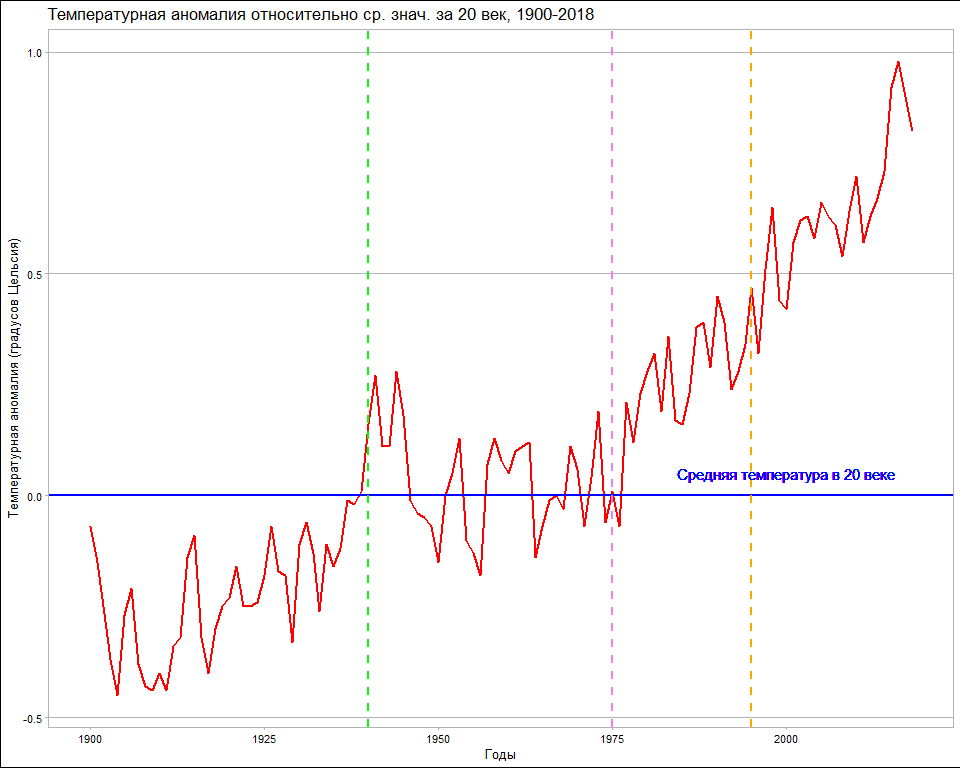 Температурная аномалия относительно ср. знач. за 20 век, 1900-2018
1.0
0.5
0.0
-0.5
Температурная аномалия (градусов Цельсия)
Средняя температура в 20 веке
1900
1925
1950
1975
2000
Годы